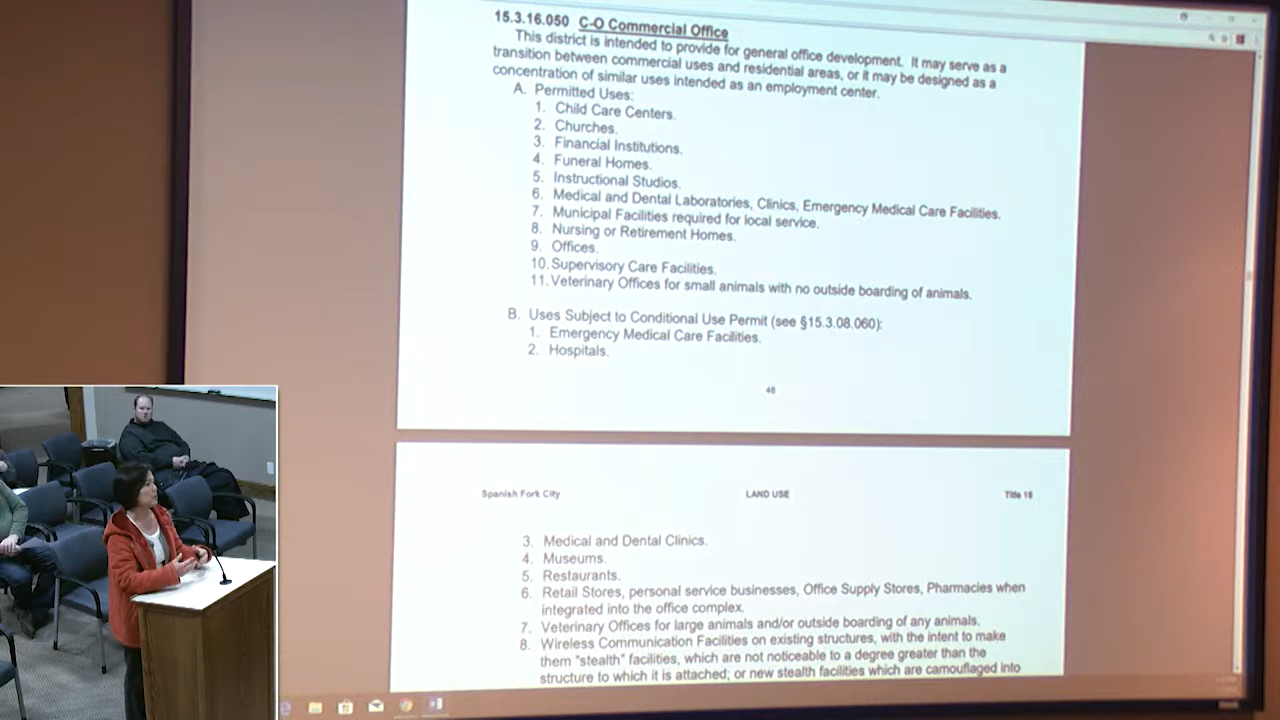 15.3.16.050 C-O Commercial Office
This district is intended to provide for general office development. It may serve as a
transition between commercial uses and residential areas, or it may be designed as a
concentration of similar uses intended as an employment center.
A. Permitted Uses:
1. Child Care Centers.
2. Churches.
3. Financial Institutions.
4. Funeral Homes.
5. Instructional Studios.
6. Medical and Dental Laboratories, Clinics, Emergency Medical Care Facilities.
7. Municipal Facilities required for local service.
8. Nursing or Retirement Homes.
9. Offices.
10. Supervisory Care Facilities.
11. Veterinary Offices for small animals with no outside boarding of animals.
B. Uses Subject to Conditional Use Permit (see §15.3.08.060):
1. Emergency Medical Care Facilities.
2. Hospitals.
Spanish Fork City LAND USE Title 15
3. Medical and Dental Clinics.
4. Museums.
5. Restaurants.
6. Retail Stores, personal service businesses, Office Supply Stores, Pharmacies when
integrated into the office complex.
7. Veterinary Offices for large animals and/or outside boarding of any animals.
8. Wireless Communication Facilities on existing structures, with the intent to make
them "stealth" facilities, which are not noticeable to a degree greater than the
structure to which it is attached; or new stealth facilities which are camouflaged into